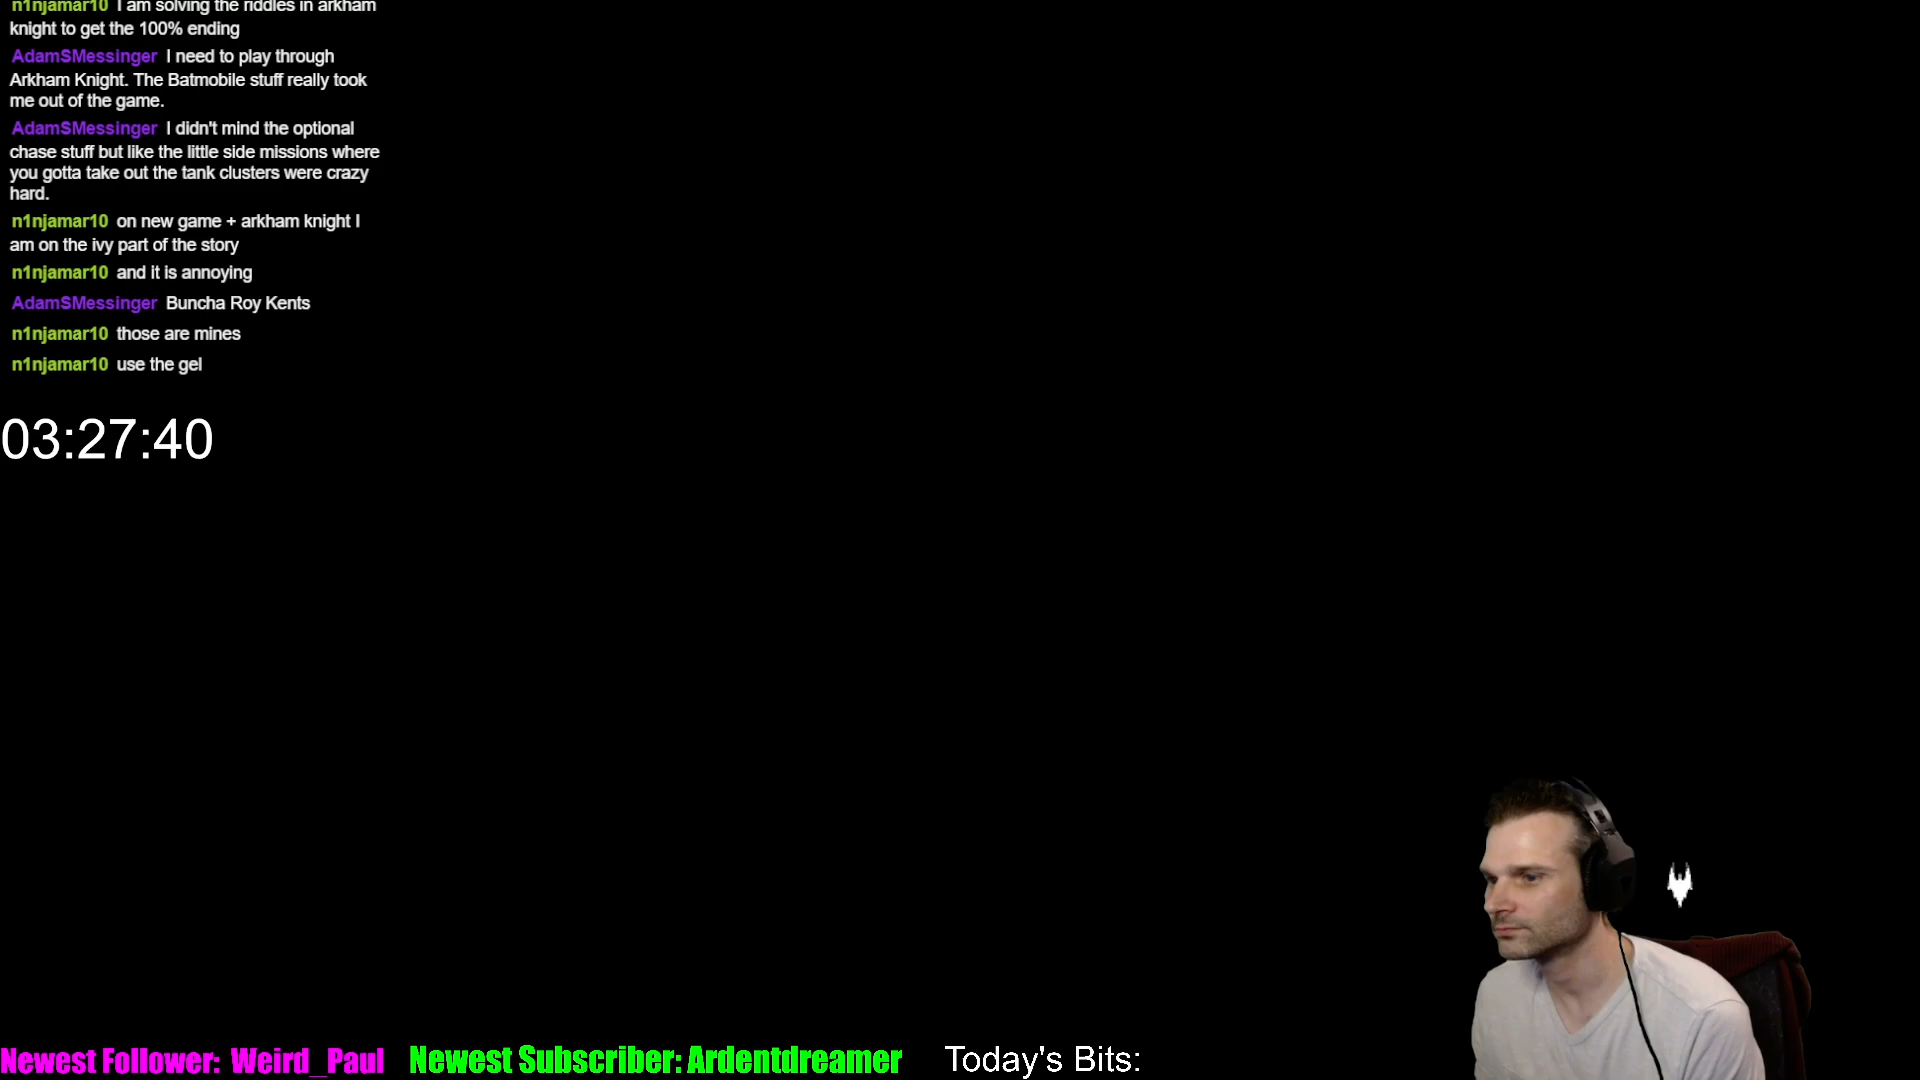 n1njamar10 I am solving the riddles in arkham
knight to get the 100% ending
AdamSMessinger I need to play through
Arkham Knight. The Batmobile stuff really took
me out of the game.
AdamSMessinger I didn't mind the optional
chase stuff but like the little side missions where
you gotta take out the tank clusters were crazy
hard.
n1njamar10 on new game + arkham knight I
am on the ivy part of the story
n1njamar10 and it is annoying
AdamSMessinger Buncha Roy Kents
n1njamar10 those are mines
n1njamar10 use the gel
03:27:40
Newest Follower: Weird_Paul Newest Subscriber: Ardentdreamer Today's Bits: